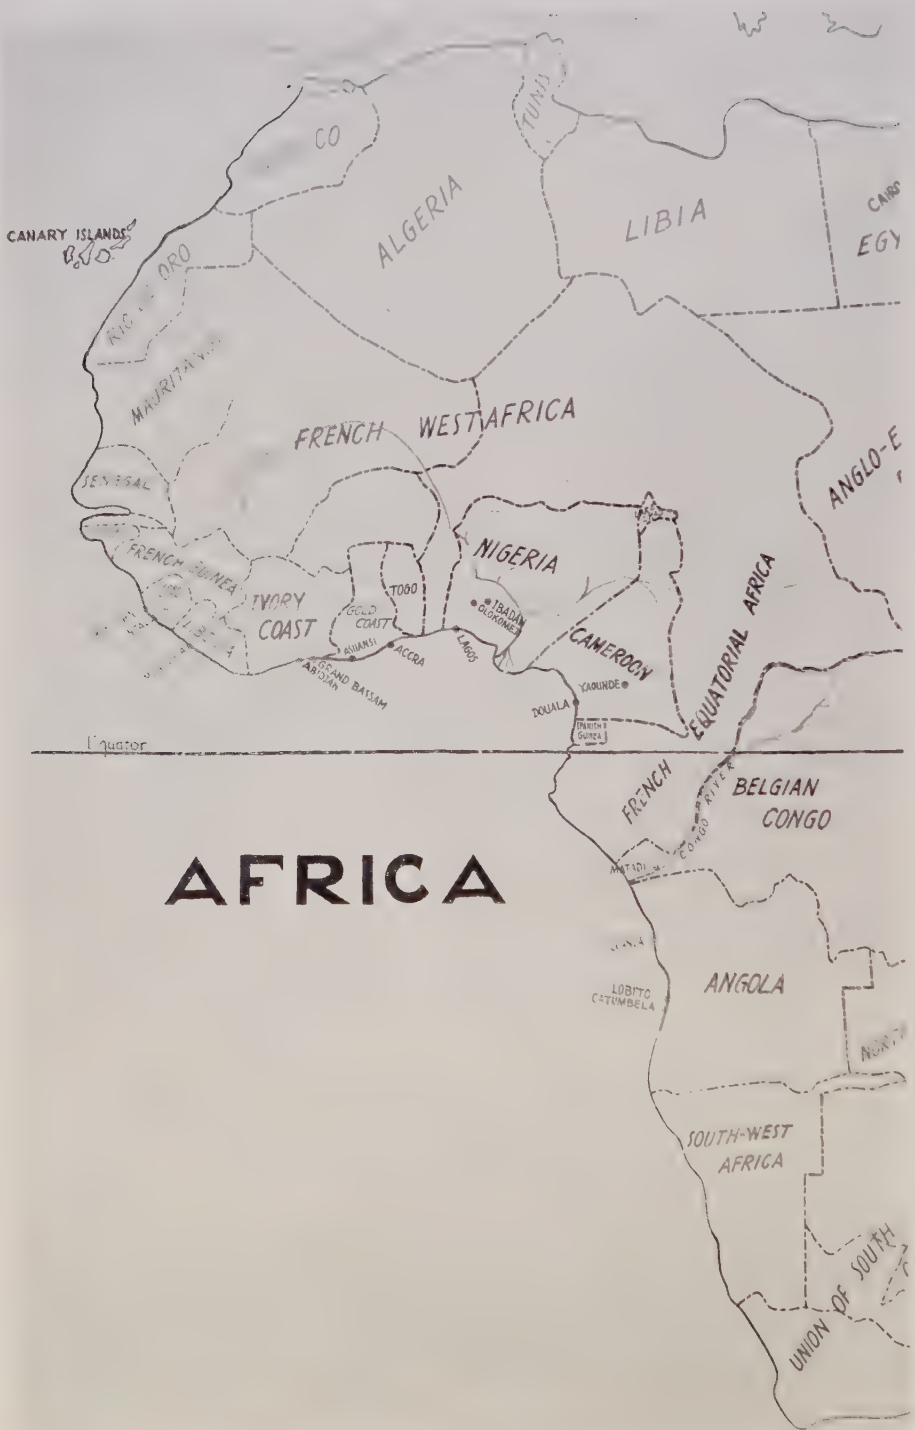 CO
TUNIS
ALGERIA
LIBIA
CAIRO
EGY
CANARY ISLANDS
ORO
MAURITANIA
FRENCH WEST AFRICA
ANGLO-E
SENEGAL
FRENCH GUINEA
NIGERIA
IBADAN
OLOKOMEJI
TOGO
IVORY
COAST
GOLD
COAST
ASHANSI
ACCRA
LAGOS
GRAND BASSAM
ABIDJAN
CAMEROON
YAOUNDE
DOUALA
SPANISH
GUINEA
FRENCH EQUATORIAL AFRICA
Equator
BELGIAN
CONGO
CONGO RIVER
MATADI
AFRICA
ANGOLA
LOBITO
CATUMBELA
SOUTH-WEST
AFRICA
UNION OF SOUTH